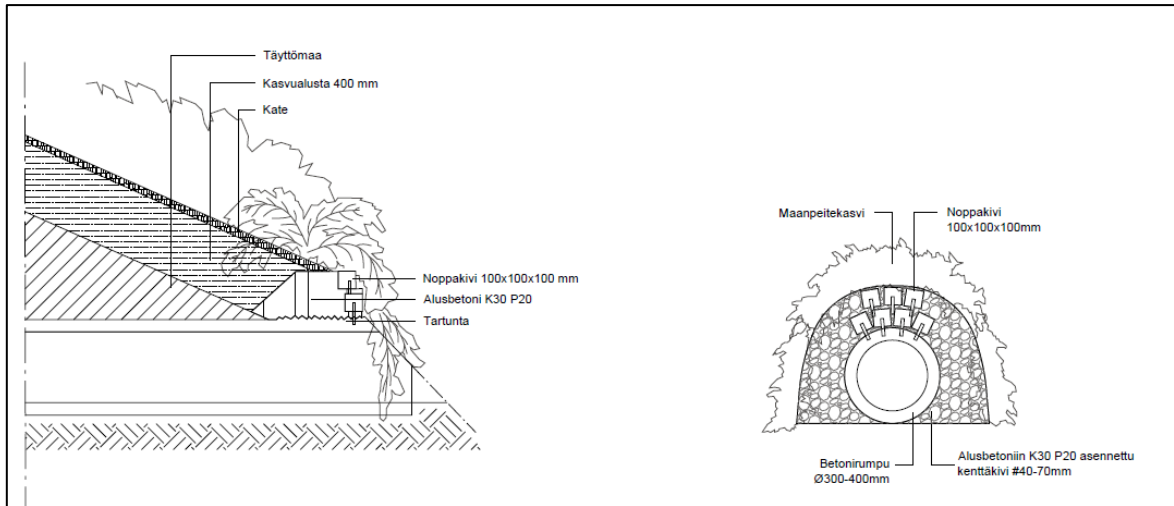 Täyttömaa
Kasvualusta 400 mm
Kate
Noppakivi 100x100x100 mm
Alusbetoni K30 P20
Tartunta
Maanpeitekasvi
Noppakivi
100x100x100mm
Betonirumpu
Ø300-400mm
Alusbetoniin K30 P20 asennettu
kenttäkivi #40-70mm